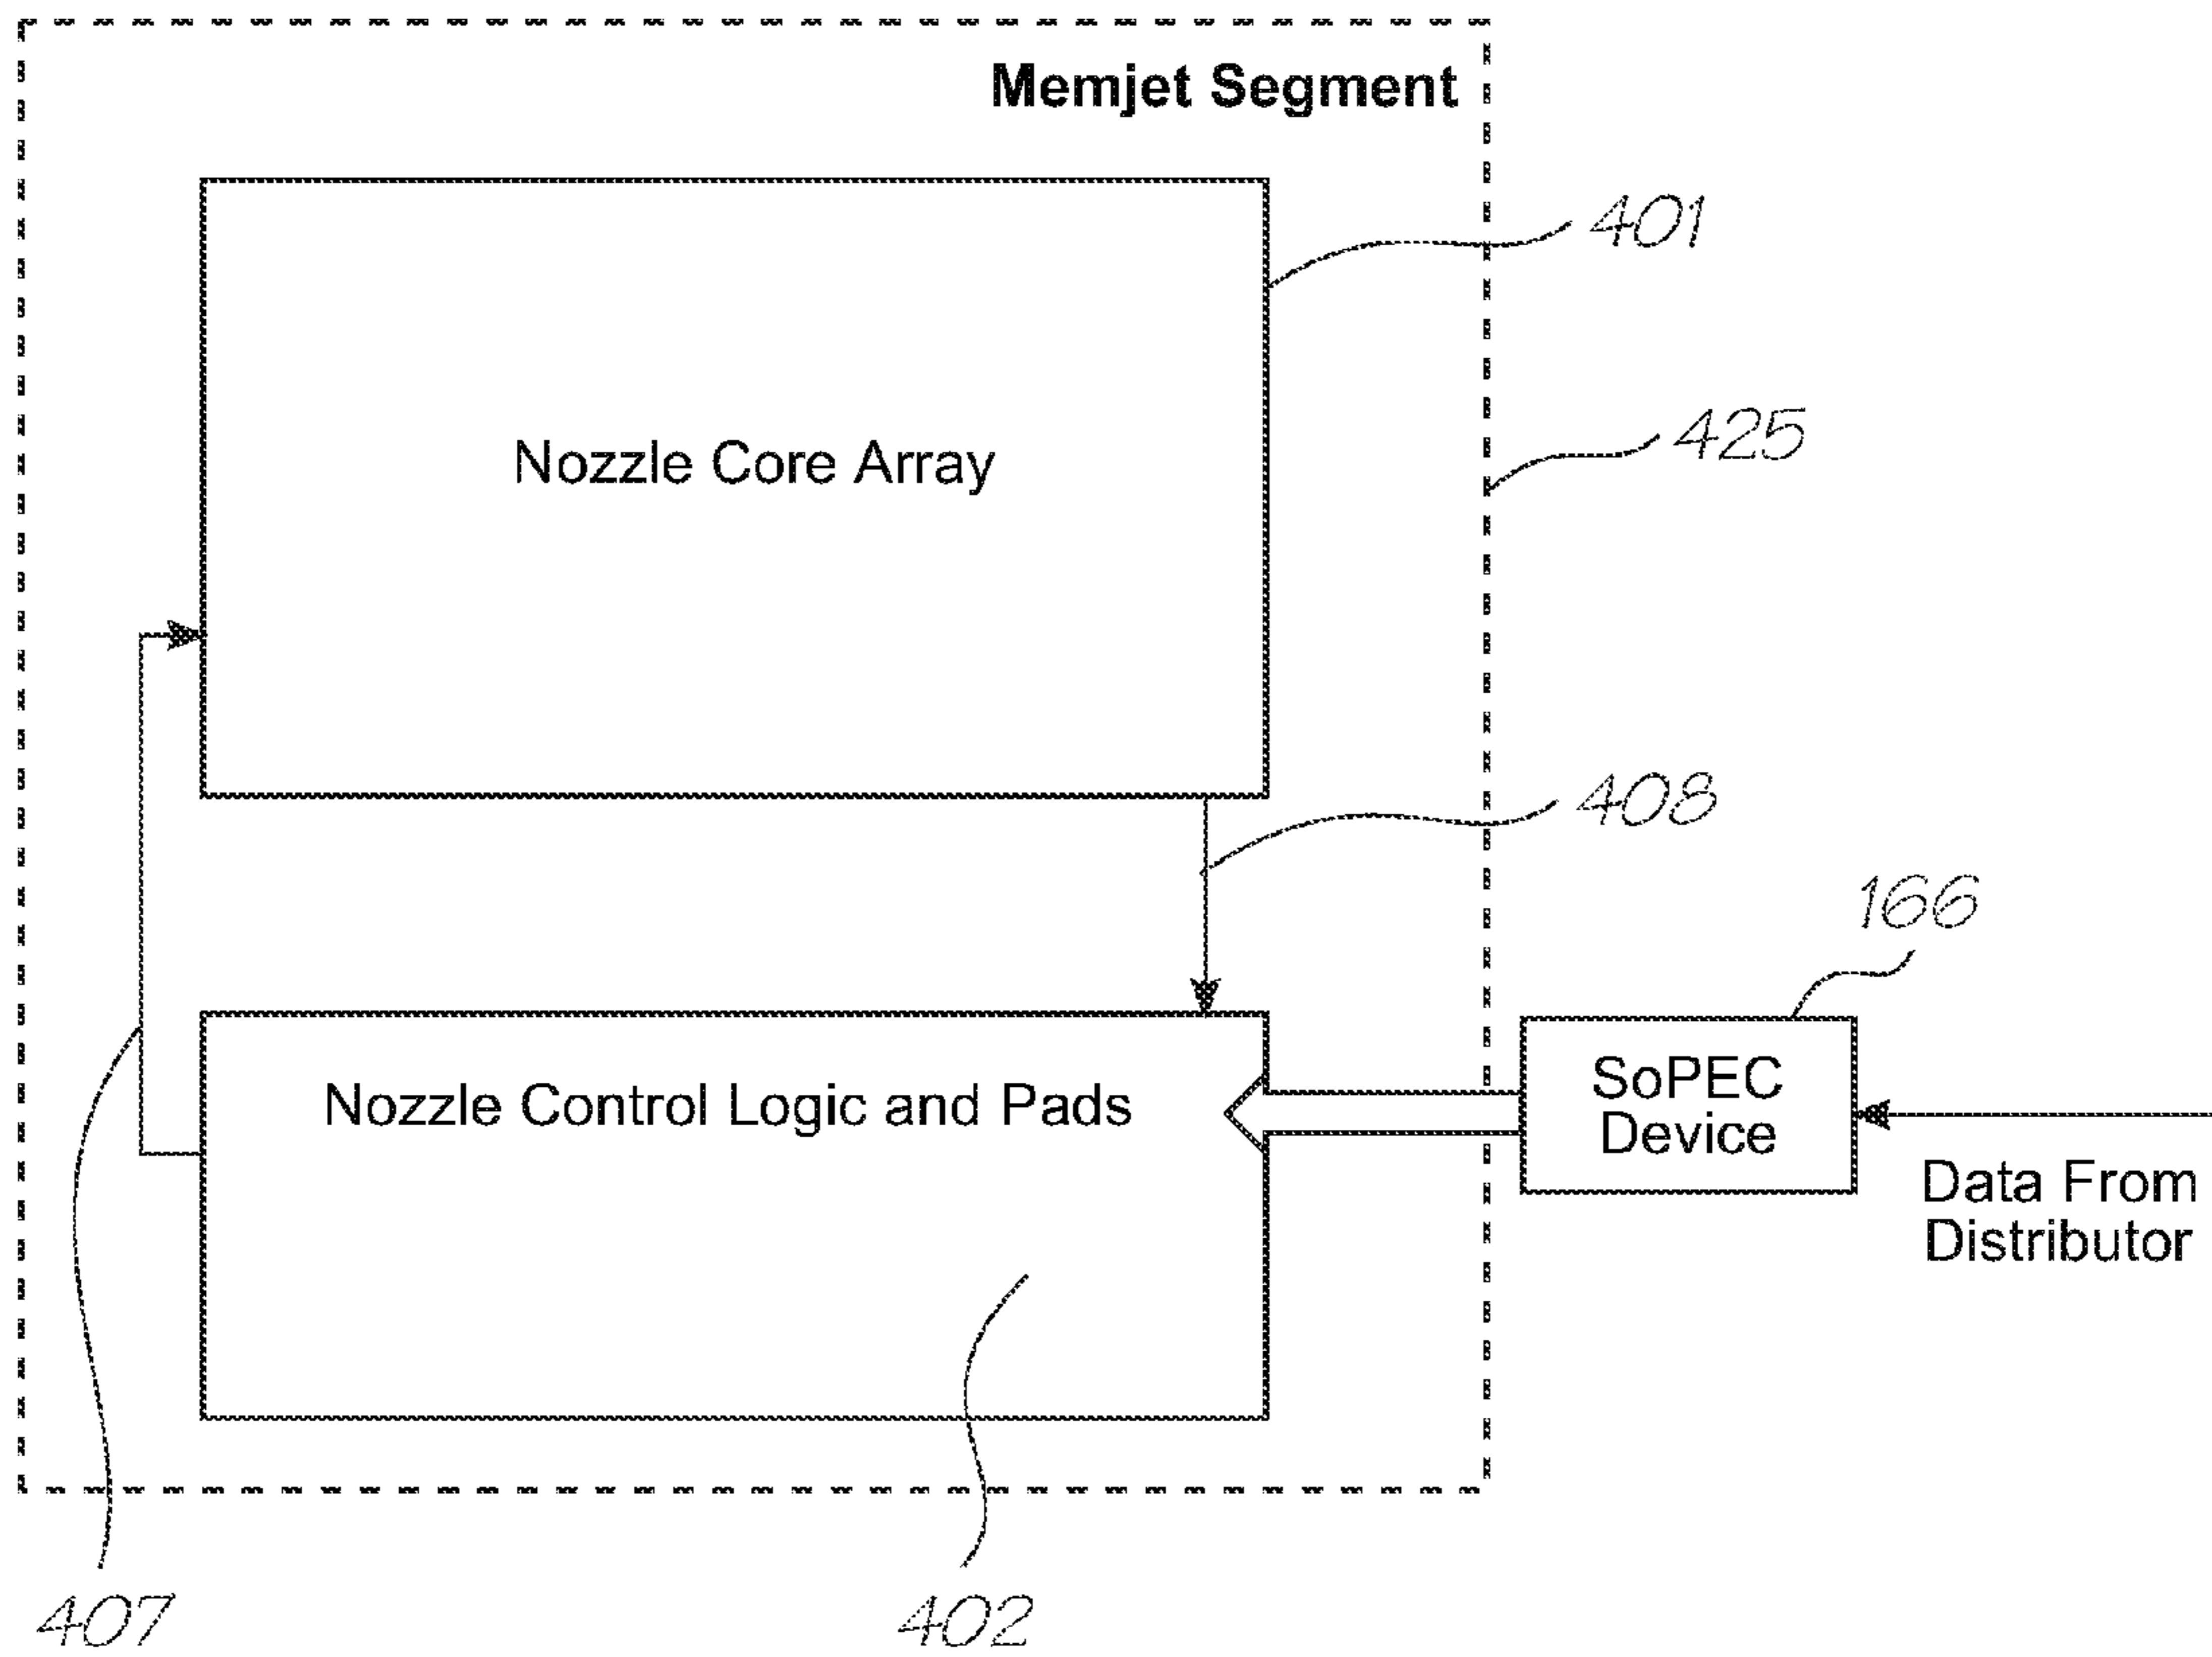 Memjet Segment
401
Nozzle Core Array
425
408
166
SoPEC
Device
Nozzle Control Logic and Pads
Data From
Distributor
407
402